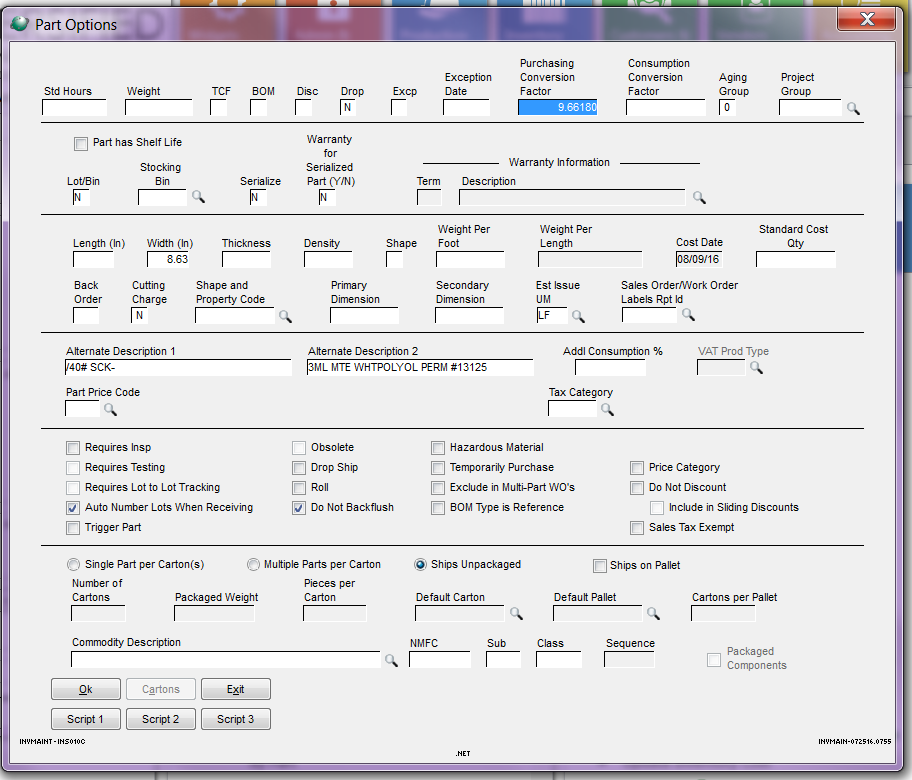 Part Options
Purchasing Consumption
Exception Conversion Conversion Aging Project
Std Hours Weight TCF BOM Disc Drop Excp Date Factor Factor Group Group
N 9.66180 0
Part has Shelf Life
Warranty
for
Stocking Serialized Warranty Information
Lot/Bin Bin Serialize Part (Y/N) Term Description
N N N
Weight Per Weight Per Standard Cost
Length (In) Width (In) Thickness Density Shape Foot Length Cost Date Qty
8.63 08/09/16
Back Cutting Shape and Primary Secondary Est Issue Sales Order/Work Order
Order Charge Property Code Dimension Dimension UM Labels Rpt Id
N LF
Alternate Description 1 Alternate Description 2 Addl Consumption % VAT Prod Type
/40# SCK- 3ML MTE WHTPOLYOL PERM #13125
Part Price Code Tax Category
Requires Insp Obsolete Hazardous Material
Requires Testing Drop Ship Temporarily Purchase Price Category
Requires Lot to Lot Tracking Roll Exclude in Multi-Part WO's Do Not Discount
Auto Number Lots When Receiving Do Not Backflush BOM Type is Reference Include in Sliding Discounts
Trigger Part Sales Tax Exempt
Single Part per Carton(s) Multiple Parts per Carton Ships Unpackaged Ships on Pallet
Number of Pieces per
Cartons Packaged Weight Carton Default Carton Default Pallet Cartons per Pallet
Commodity Description NMFC Sub Class Sequence Packaged
Components
Ok Cartons Exit
Script 1 Script 2 Script 3
INVMAINT - INS010C INVMAIN-072516.0755
.NET